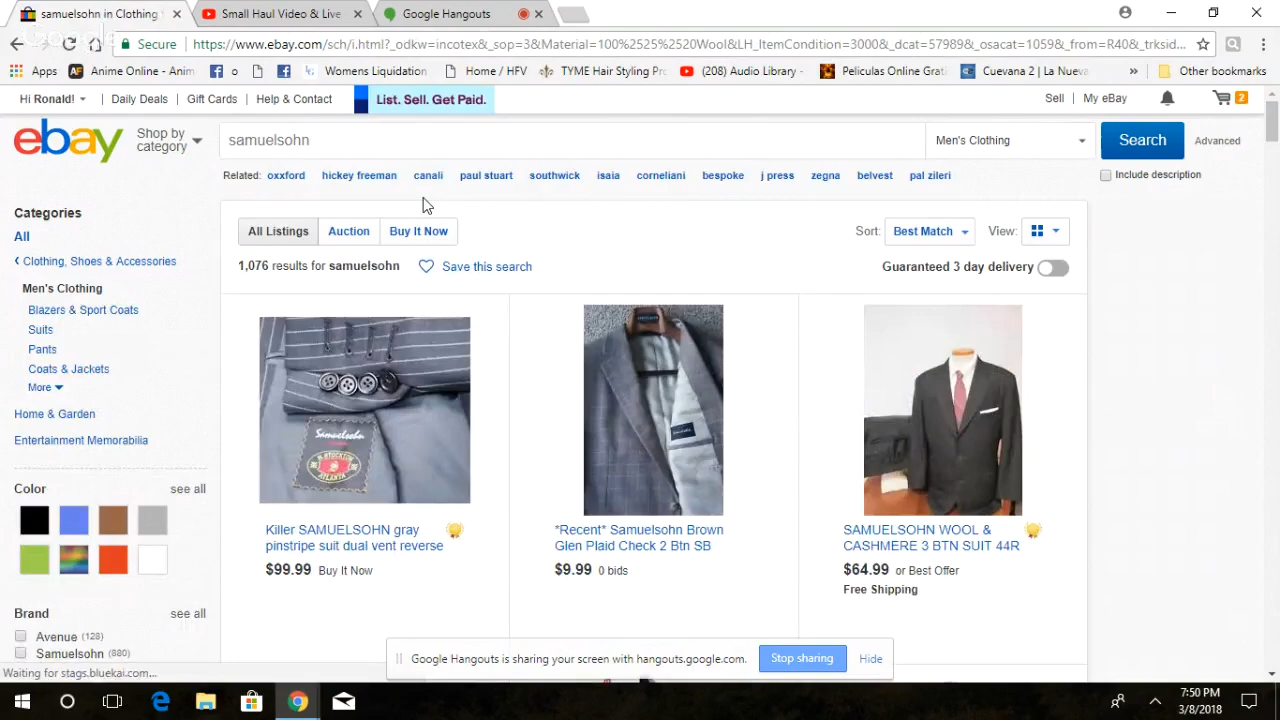 samuelsohn in Clothing
Small Haul Video & Live
Google Hangouts
Secure
https://www.ebay.com/sch/i.html?_odkw=incotex&_sop=3&Material=100%2525%2520Wool&LH_ItemCondition=3000&_dcat=57989&_osacat=1059&_from=R40&_trksid...
Apps
Anime Online - Anim
o
Womens Liquidation
Home / HFV
TYME Hair Styling Pro
(208) Audio Library -
Peliculas Online Grati
Cuevana 2 | La Nueva
»
Other bookmarks
Hi Ronald!
Daily Deals
Gift Cards
Help & Contact
List. Sell. Get Paid.
Sell
My eBay
2
ebay
Shop by category
samuelsohn
Men's Clothing
Search
Advanced
Related: oxxford hickey freeman canali paul stuart southwick isaia corneliani bespoke j press zegna belvest pal zileri
Include description
Categories
All
Clothing, Shoes & Accessories
Men's Clothing
Blazers & Sport Coats
Suits
Pants
Coats & Jackets
More
Home & Garden
Entertainment Memorabilia
Color
see all
Brand
see all
Avenue (128)
Samuelsohn (880)
All Listings
Auction
Buy It Now
Sort: Best Match
View:
1,076 results for samuelsohn
Save this search
Guaranteed 3 day delivery
Samuelsohn
H. STOCKTON
ATLANTA
Killer SAMUELSOHN gray
pinstripe suit dual vent reverse
$99.99 Buy It Now
*Recent* Samuelsohn Brown
Glen Plaid Check 2 Btn SB
$9.99 0 bids
SAMUELSOHN WOOL &
CASHMERE 3 BTN SUIT 44R
$64.99 or Best Offer
Free Shipping
Google Hangouts is sharing your screen with hangouts.google.com.
Stop sharing
Hide
Waiting for stags.bluekai.com...
7:50 PM
3/8/2018